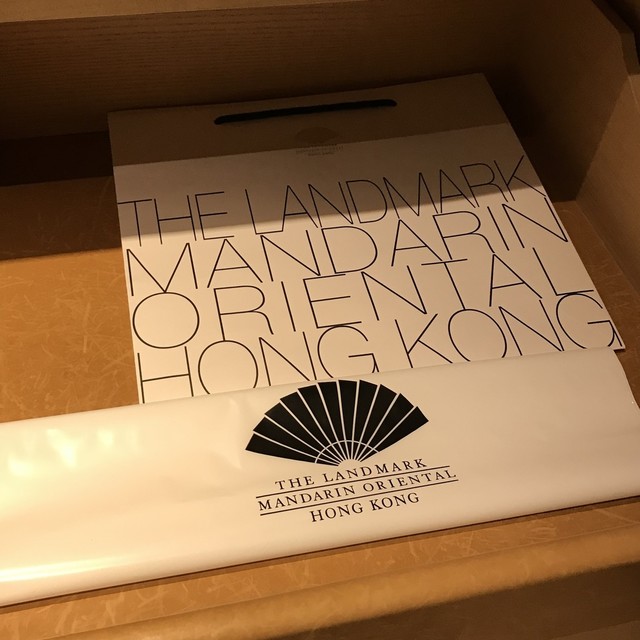 THE LANDMARK
MANDARIN
ORIENTAL
HONG KONG
THE LANDMARK
MANDARIN ORIENTAL
HONG KONG